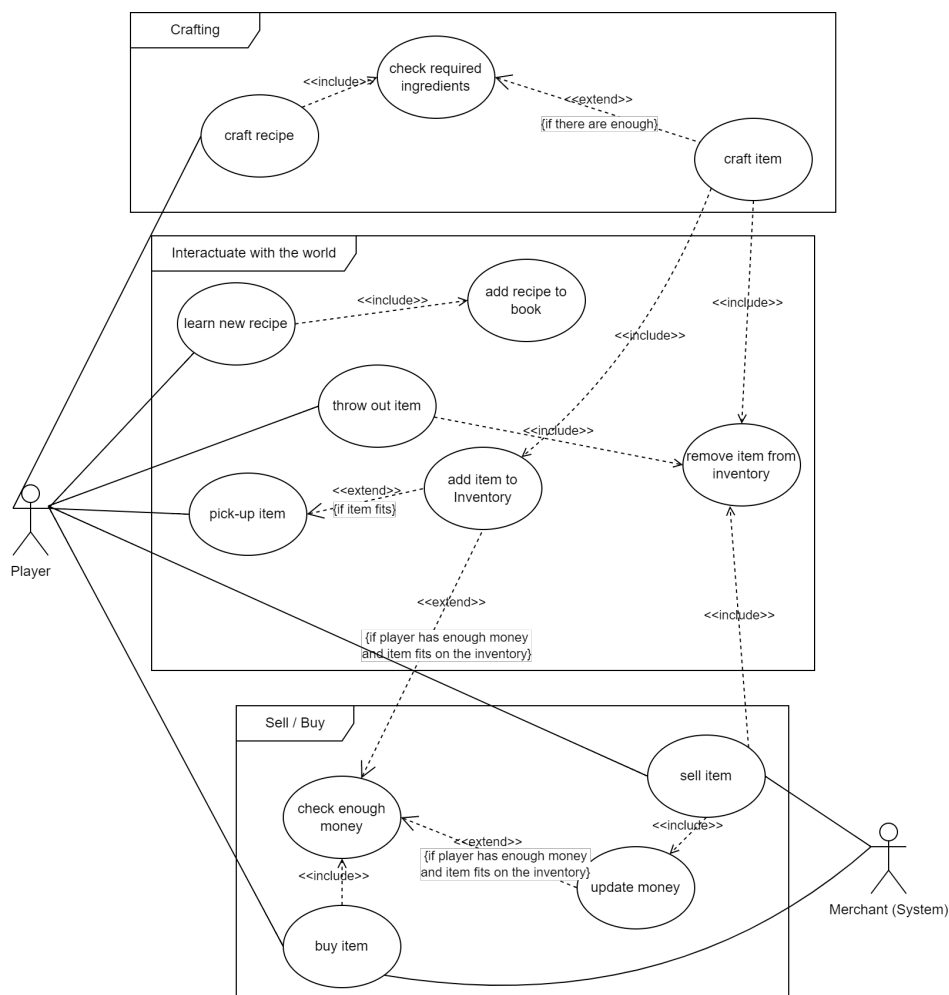 Crafting
check required
ingredients
<<include>>
<<extend>>
{if there are enough}
craft recipe
craft item
Interactuate with the world
add recipe to
book
<<include>>
<<include>>
learn new recipe
<<include>>
throw out item
<<include>>
remove item from
inventory
add item to
Inventory
<<extend>>
{if item fits}
pick-up item
Player
<<extend>>
<<include>>
{if player has enough money
and item fits on the inventory}
Sell / Buy
sell item
check enough
money
<<include>>
<<extend>>
{if player has enough money
and item fits on the inventory}
<<include>>
update money
Merchant (System)
buy item